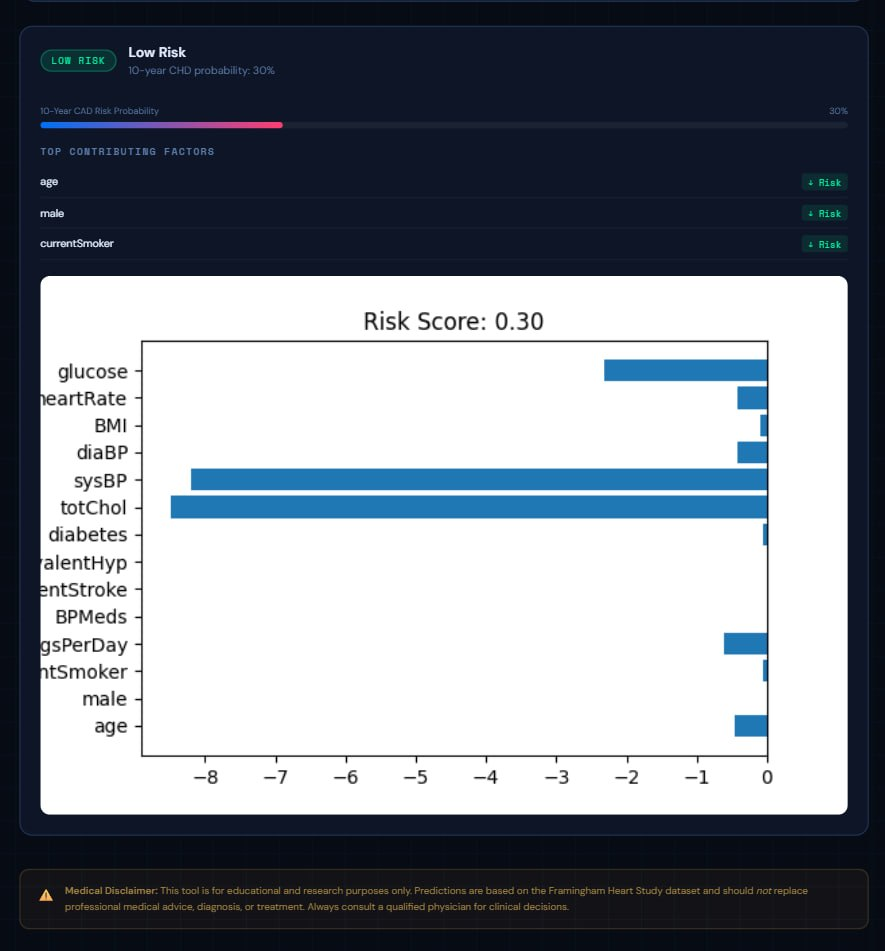 LOW RISK
Low Risk
10-year CHD probability: 30%
10-Year CAD Risk Probability 30%
TOP CONTRIBUTING FACTORS
age ↓ Risk
male ↓ Risk
currentSmoker ↓ Risk
Risk Score: 0.30
glucose
heartRate
BMI
diaBP
sysBP
totChol
diabetes
valentHyp
entStroke
BPMeds
gsPerDay
ntSmoker
male
age
−8 −7 −6 −5 −4 −3 −2 −1 0
Medical Disclaimer: This tool is for educational and research purposes only. Predictions are based on the Framingham Heart Study dataset and should not replace
professional medical advice, diagnosis, or treatment. Always consult a qualified physician for clinical decisions.